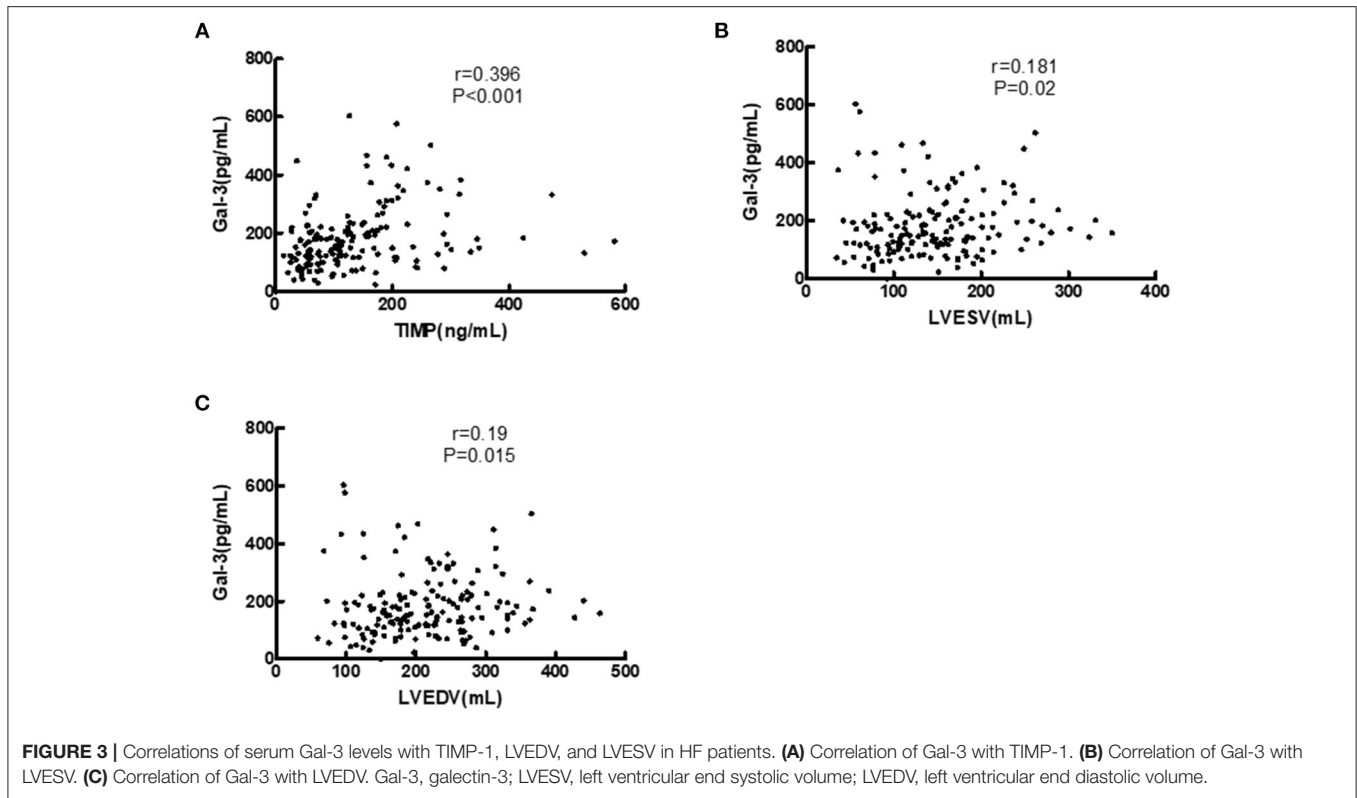 A
800
600
400
200
0
Gal-3(pg/mL)
r=0.396
P<0.001
0
200
400
600
TIMP(ng/mL)
B
800
600
400
200
0
Gal-3(pg/mL)
r=0.181
P=0.02
0
100
200
300
400
LVESV(mL)
C
800
600
400
200
0
Gal-3(pg/mL)
r=0.19
P=0.015
0
100
200
300
400
500
LVEDV(mL)
FIGURE 3 | Correlations of serum Gal-3 levels with TIMP-1, LVEDV, and LVESV in HF patients. (A) Correlation of Gal-3 with TIMP-1. (B) Correlation of Gal-3 with
LVESV. (C) Correlation of Gal-3 with LVEDV. Gal-3, galectin-3; LVESV, left ventricular end systolic volume; LVEDV, left ventricular end diastolic volume.